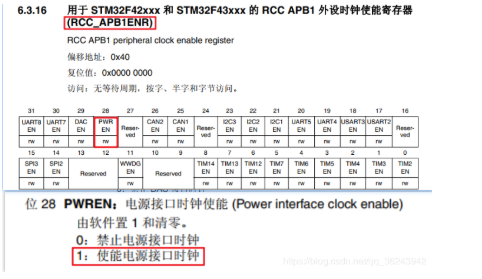 6.3.16 用于 STM32F42xxx 和 STM32F43xxx 的 RCC APB1 外设时钟使能寄存器
(RCC_APB1ENR)
RCC APB1 peripheral clock enable register
偏移地址：0x40
复位值：0x0000 0000
访问：无等待周期，按字、半字和字节访问。
31 30 29 28 27 26 25 24 23 22 21 20 19 18 17 16
UART8 EN UART7 EN DAC EN PWR EN Reser-ved CAN2 EN CAN1 EN Reser-ved I2C3 EN I2C2 EN I2C1 EN UART5 EN UART4 EN USART3 EN USART2 EN Reser-ved
rw rw rw rw rw rw rw rw rw rw rw rw rw
15 14 13 12 11 10 9 8 7 6 5 4 3 2 1 0
SPI3 EN SPI2 EN Reserved WWDG EN Reserved TIM14 EN TIM13 EN TIM12 EN TIM7 EN TIM6 EN TIM5 EN TIM4 EN TIM3 EN TIM2 EN
rw rw rw rw rw rw rw rw rw rw rw rw
位 28 PWREN：电源接口时钟使能 (Power interface clock enable)
由软件置 1 和清零。
0：禁止电源接口时钟
1：使能电源接口时钟